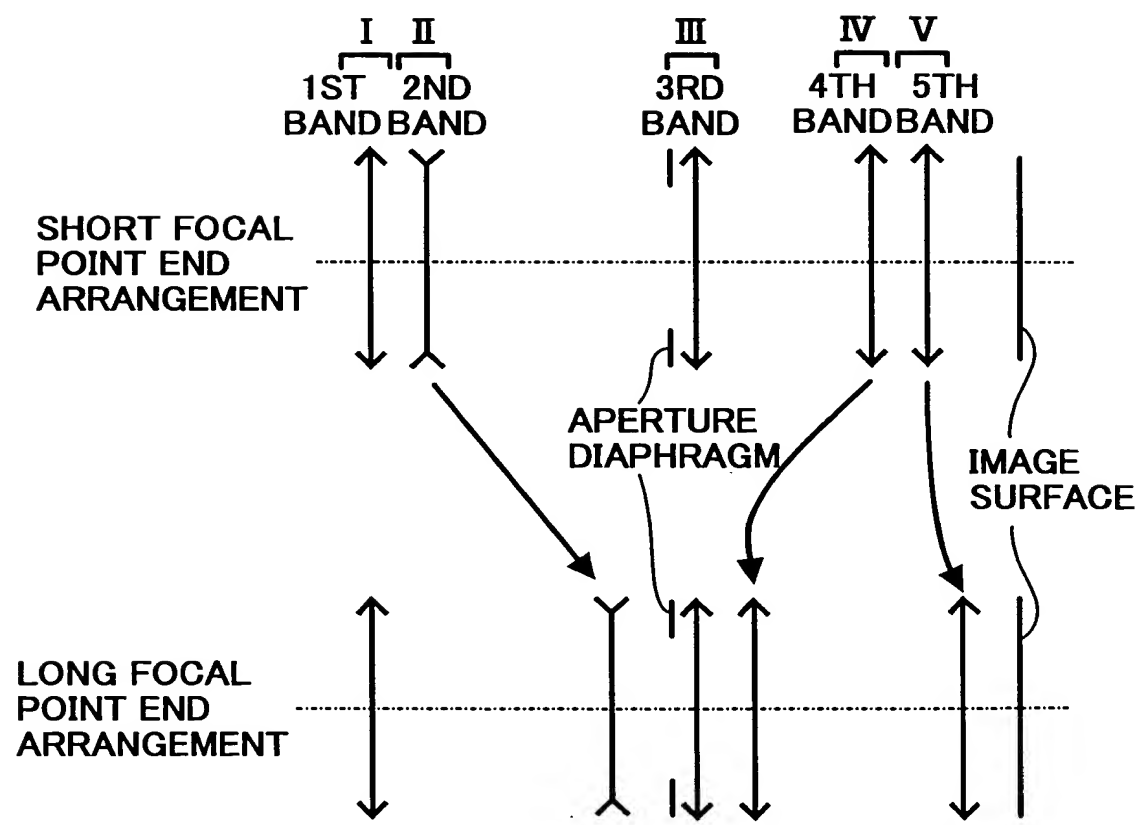 I II III IV V
1ST 2ND 3RD 4TH 5TH
BAND BAND BAND BAND BAND
SHORT FOCAL
POINT END
ARRANGEMENT
APERTURE
DIAPHRAGM
IMAGE
SURFACE
LONG FOCAL
POINT END
ARRANGEMENT